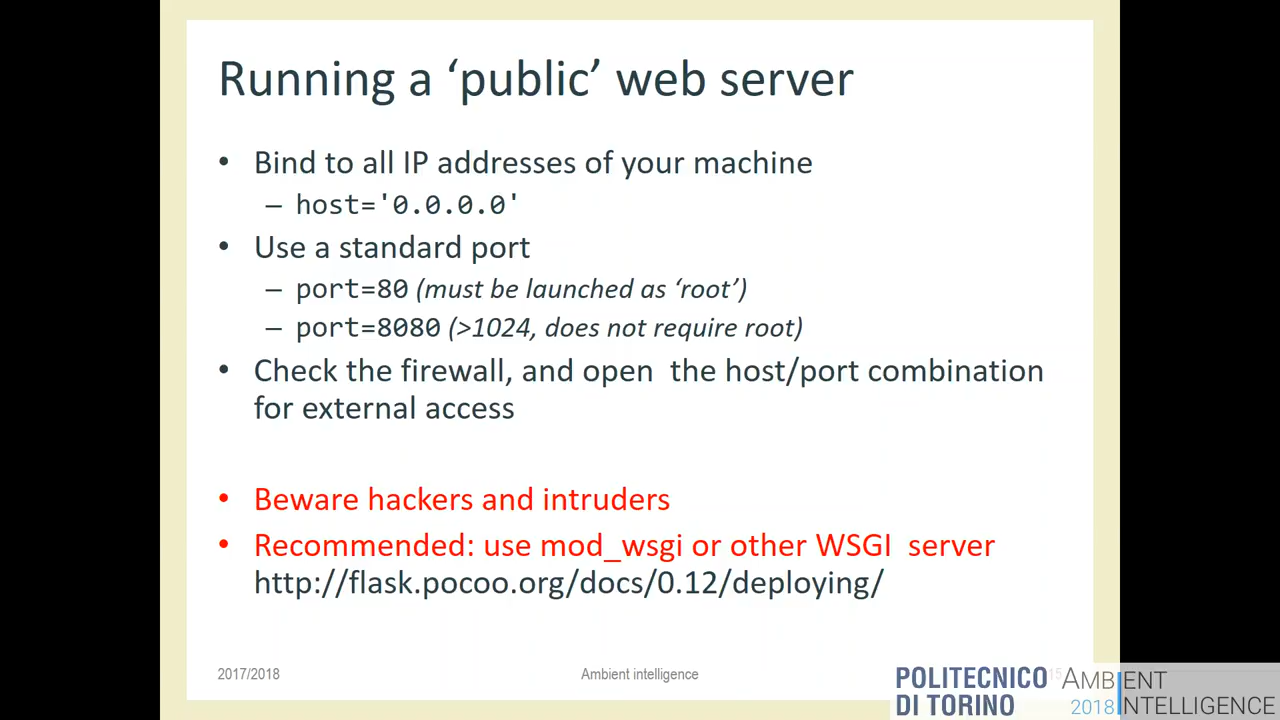 Running a ‘public’ web server
• Bind to all IP addresses of your machine
– host='0.0.0.0'
• Use a standard port
– port=80 (must be launched as ‘root’)
– port=8080 (>1024, does not require root)
• Check the firewall, and open  the host/port combination
for external access
• Beware hackers and intruders
• Recommended: use mod_wsgi or other WSGI  server
http://flask.pocoo.org/docs/0.12/deploying/
2017/2018
Ambient intelligence
15
POLITECNICO
DI TORINO
AMBIENT
2018 INTELLIGENCE